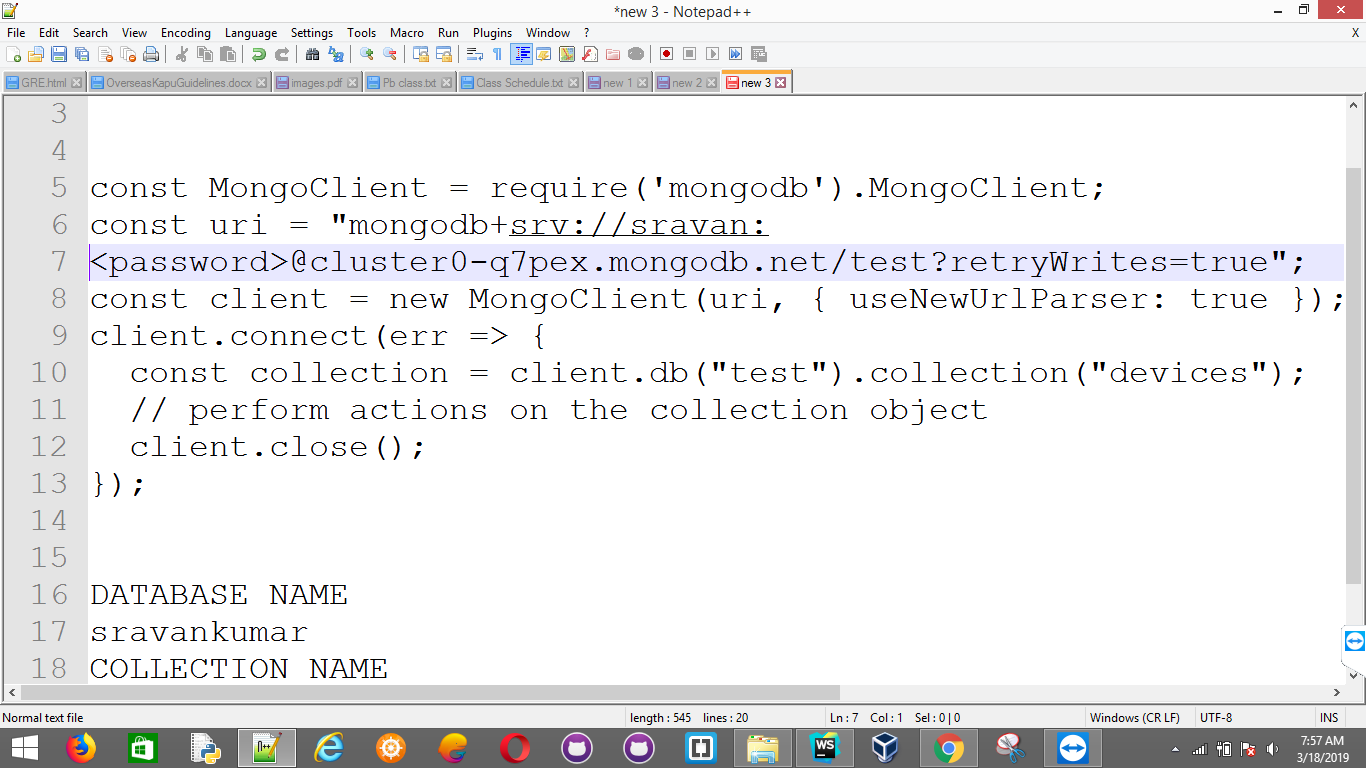 *new 3 - Notepad++
File Edit Search View Encoding Language Settings Tools Macro Run Plugins Window ? X
GRE.html OverseasKapuGuidelines.docx images.pdf Pb class.txt Class Schedule.txt new 1 new 2 new 3
3
4
5 const MongoClient = require('mongodb').MongoClient;
6 const uri = "mongodb+srv://sravan:
7 <password>@cluster0-q7pex.mongodb.net/test?retryWrites=true";
8 const client = new MongoClient(uri, { useNewUrlParser: true });
9 client.connect(err => {
10   const collection = client.db("test").collection("devices");
11   // perform actions on the collection object
12   client.close();
13 });
14
15
16 DATABASE NAME
17 sravankumar
18 COLLECTION NAME
Normal text file length : 545 lines : 20 Ln : 7 Col : 1 Sel : 0 | 0 Windows (CR LF) UTF-8 INS
WS
7:57 AM
3/18/2019